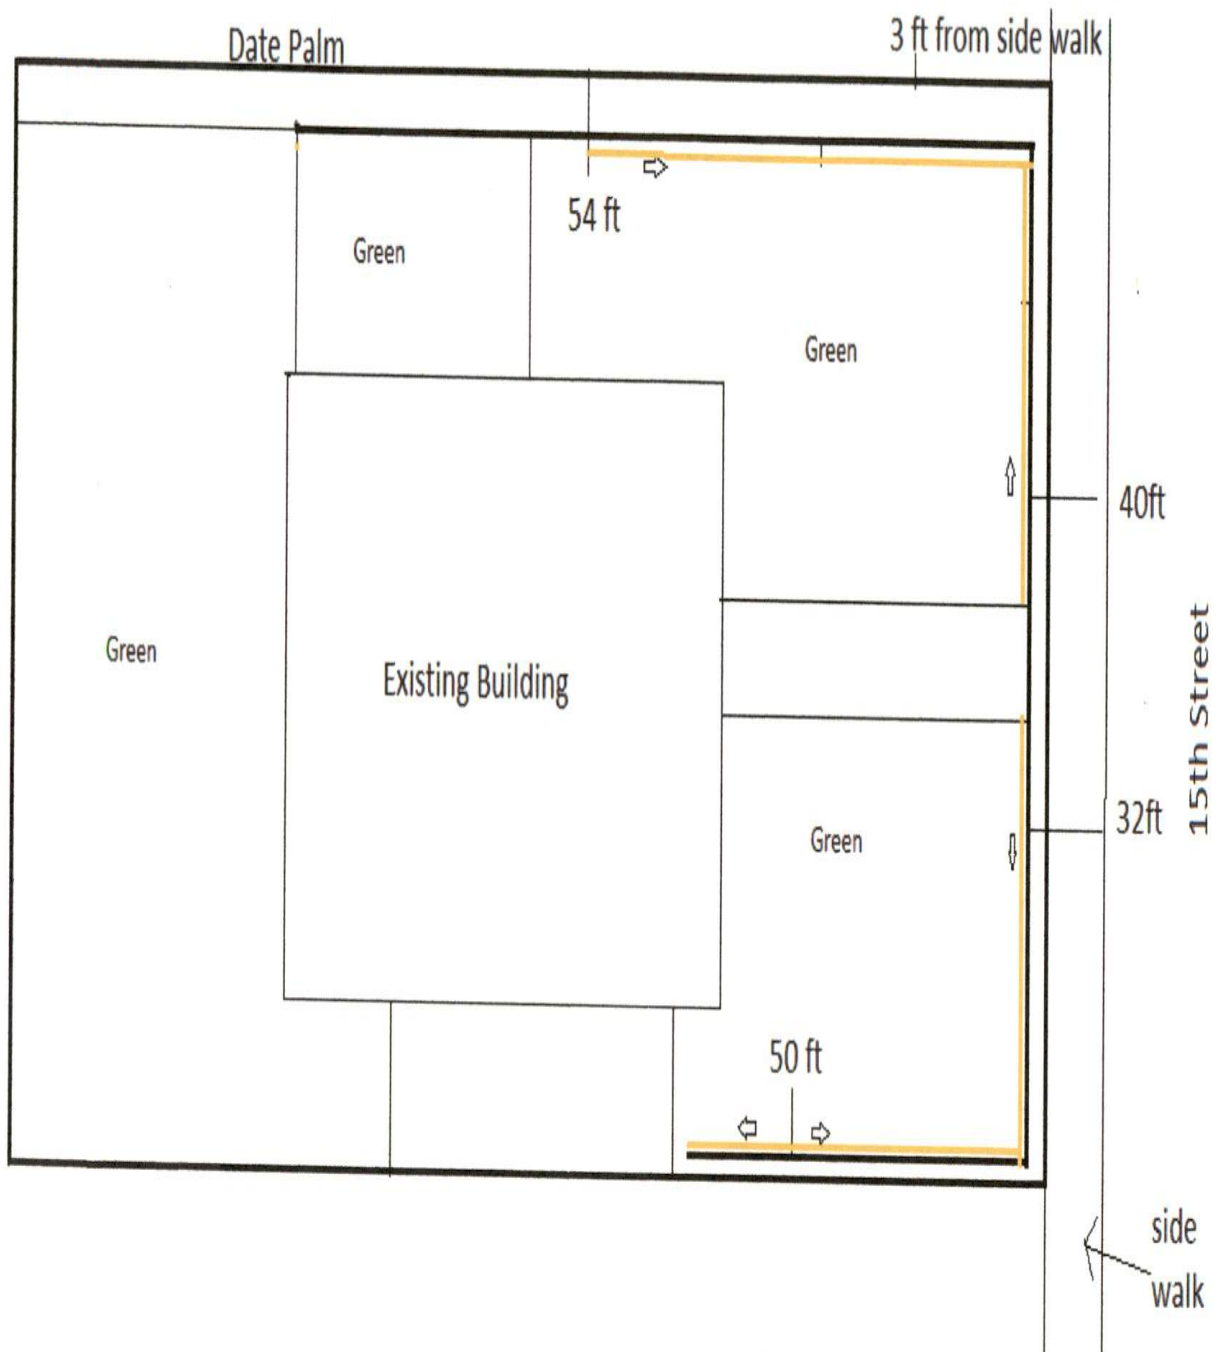 Date Palm
3 ft from side walk
54 ft
Green
Green
40ft
15th Street
Green
Existing Building
32ft
Green
50 ft
side
walk